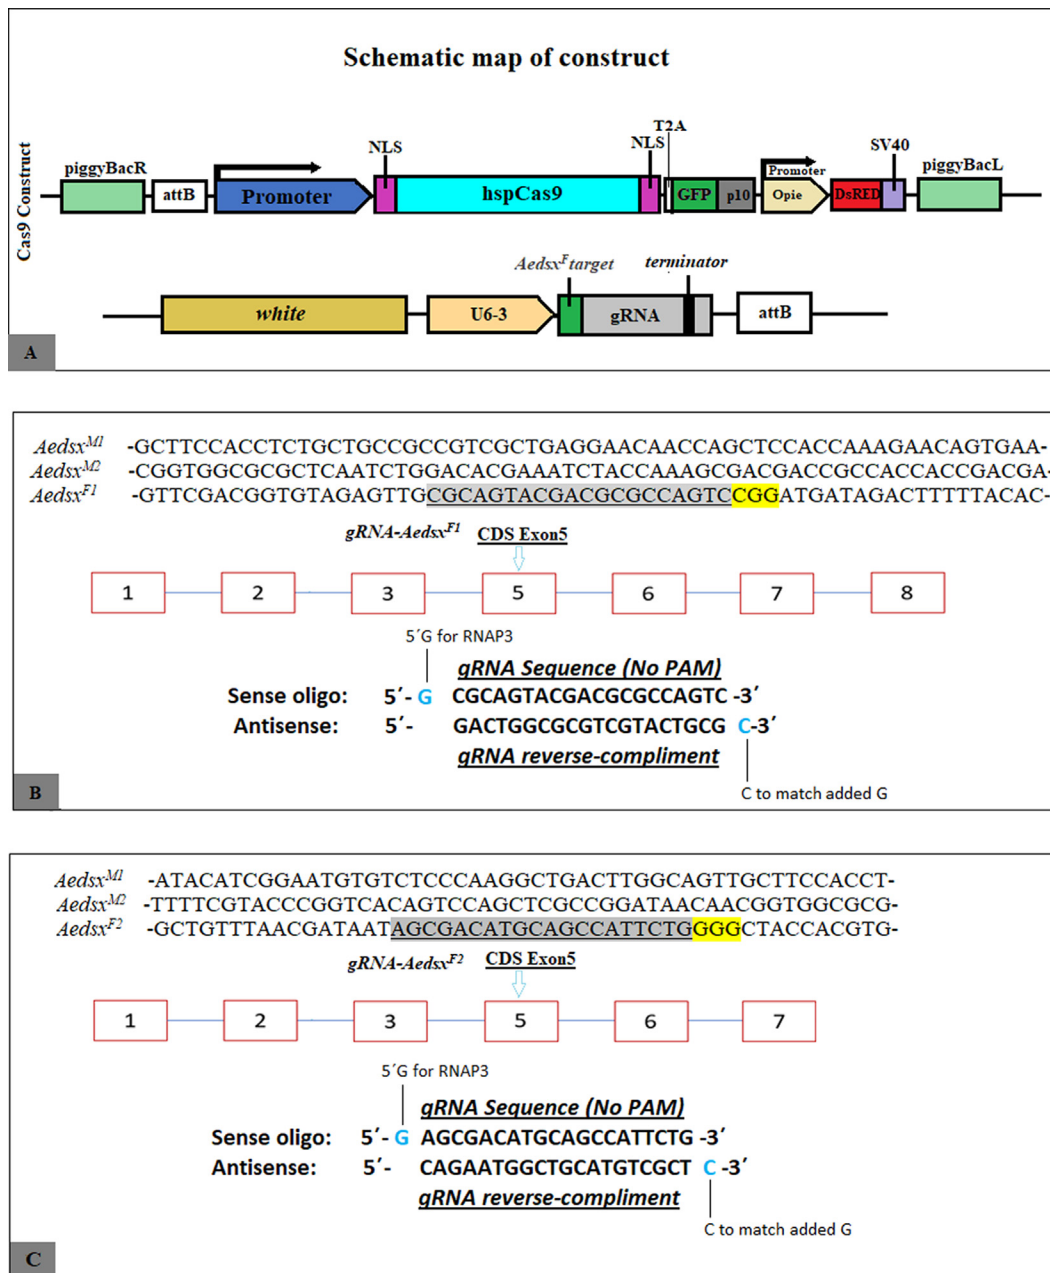 Schematic map of construct
Cas9 Construct
piggyBacR
attB
Promoter
NLS
hspCas9
NLS
T2A
GFP
p10
Promoter
Opie
DsRED
SV40
piggyBacL
white
U6-3
Aedsx^F target
gRNA
terminator
attB
A
Aedsx^M1 -GCTTCCACCTCTGCTGCCGCCGTCGCTGAGGAACAACCAGCTCCACCAAAGAACAGTGAA-
Aedsx^M2 -CGGTGGCGCGCTCAATCTGGACACGAAATCTACCAAAGCGACGACCGCCACCACCGACGA-
Aedsx^F1 -GTTCGACGGTGTAGAGTTGCGCAGTACGACGCGCCAGTCCGGATGATAGACTTTTTACAC-
gRNA-Aedsx^F1 CDS Exon5
1 2 3 5 6 7 8
5´G for RNAP3
gRNA Sequence (No PAM)
Sense oligo: 5´- G CGCAGTACGACGCGCCAGTC -3´
Antisense: 5´- GACTGGCGCGTCGTACTGCG C-3´
gRNA reverse-compliment
C to match added G
B
Aedsx^M1 -ATACATCGGAATGTGTCTCCCAAGGCTGACTTGGCAGTTGCTTCCACCT-
Aedsx^M2 -TTTTCGTACCCGGTCACAGTCCAGCTCGCCGGATAACAACGGTGGCGCG-
Aedsx^F2 -GCTGTTTAACGATAATAGCGACATGCAGCCATTCTGGGGCTACCACGTG-
gRNA-Aedsx^F2 CDS Exon5
1 2 3 5 6 7
5´G for RNAP3
gRNA Sequence (No PAM)
Sense oligo: 5´- G AGCGACATGCAGCCATTCTG -3´
Antisense: 5´- CAGAATGGCTGCATGTCGCT C -3´
gRNA reverse-compliment
C to match added G
C